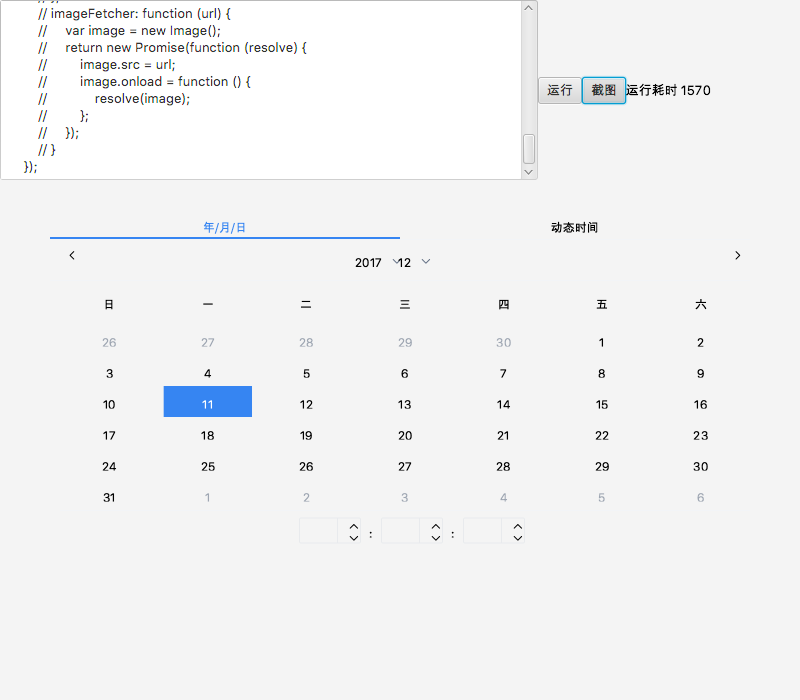 // imageFetcher: function (url) {
//     var image = new Image();
//     return new Promise(function (resolve) {
//         image.src = url;
//         image.onload = function () {
//             resolve(image);
//         };
//     });
// }
});
运行 截图 运行耗时 1570
年/月/日 动态时间
2017 12
日 一 二 三 四 五 六
26 27 28 29 30 1 2
3 4 5 6 7 8 9
10 11 12 13 14 15 16
17 18 19 20 21 22 23
24 25 26 27 28 29 30
31 1 2 3 4 5 6
: :